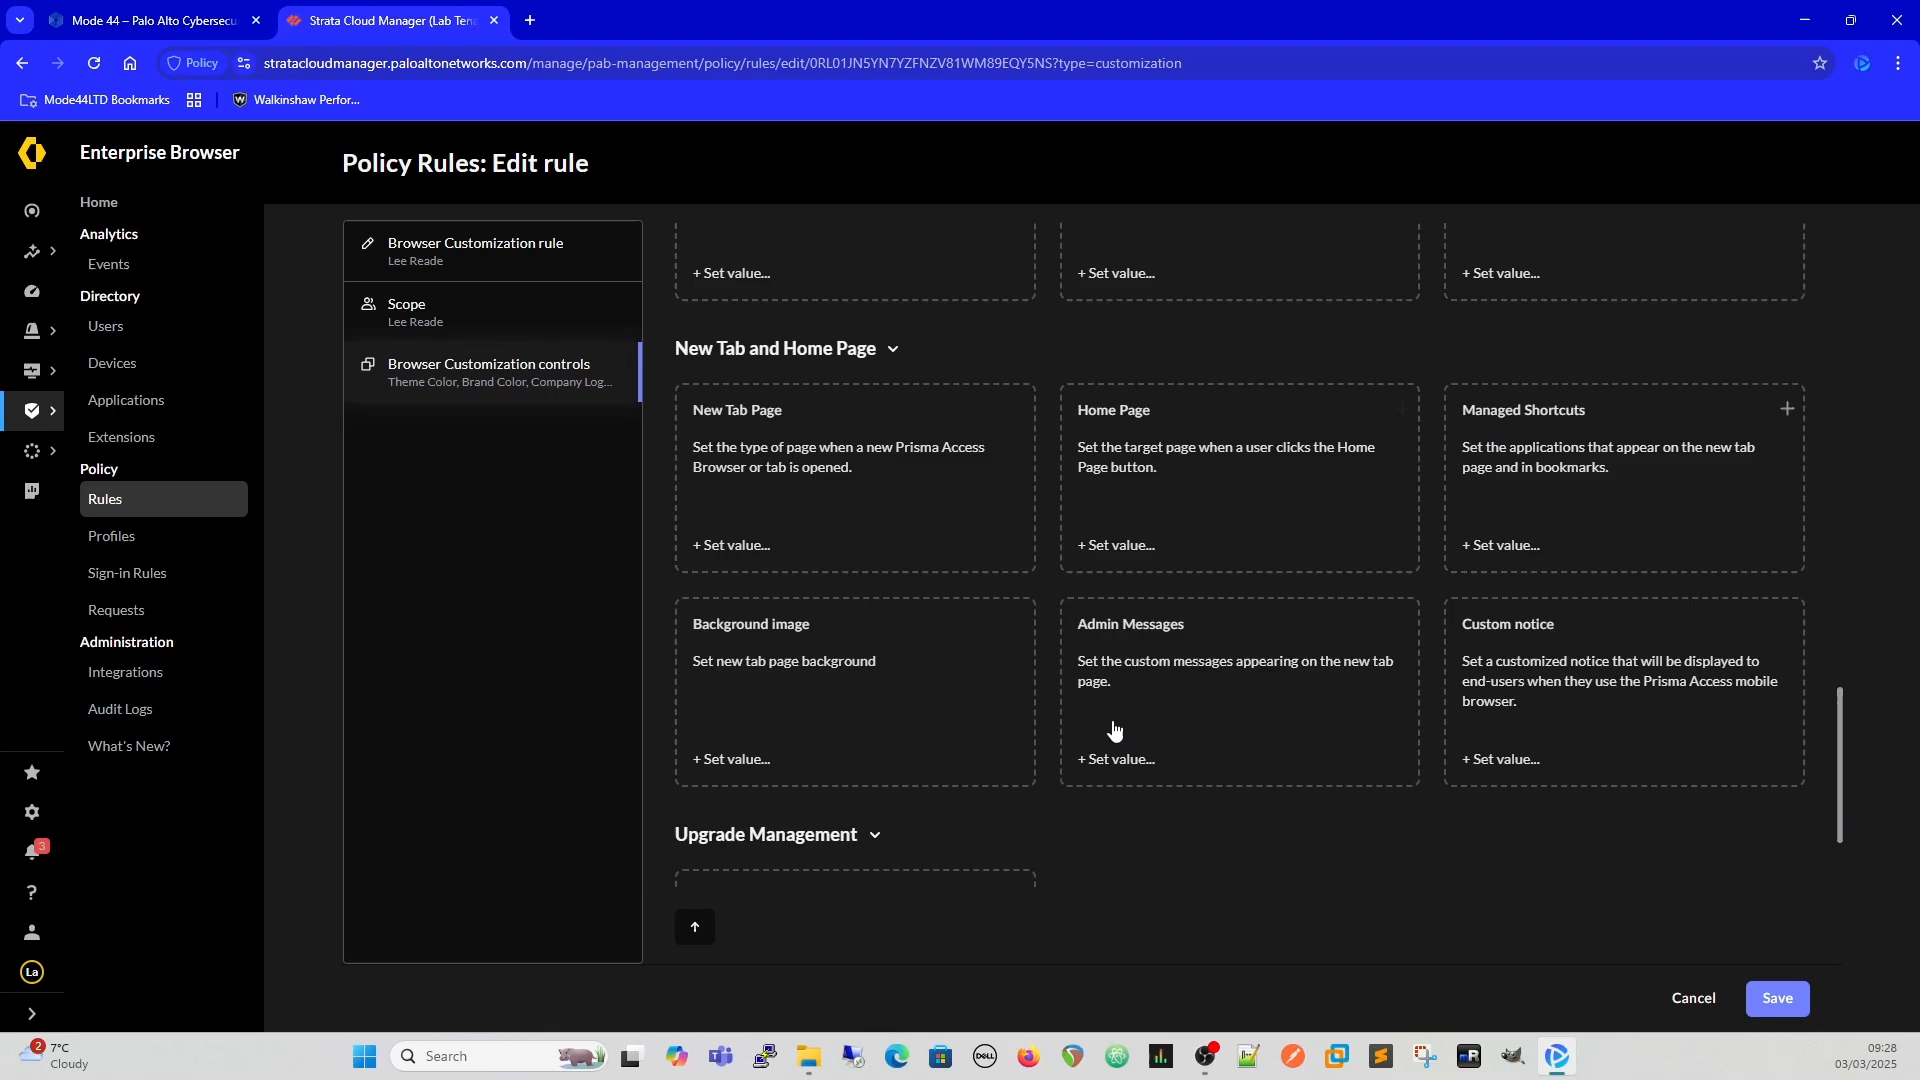 Mode 44 – Palo Alto Cybersecu
Strata Cloud Manager (Lab Ten
Policy
stratacloudmanager.paloaltonetworks.com/manage/pab-management/policy/rules/edit/0RL01JN5YN7YZFNZV81WM89EQY5NS?type=customization
Mode44LTD Bookmarks
Walkinshaw Perfor...
Enterprise Browser
Policy Rules: Edit rule
Home
Analytics
Events
Directory
Users
Devices
Applications
Extensions
Policy
Rules
Profiles
Sign-in Rules
Requests
Administration
Integrations
Audit Logs
What's New?
3
?
La
Browser Customization rule
Lee Reade
Scope
Lee Reade
Browser Customization controls
Theme Color, Brand Color, Company Log...
+ Set value...
+ Set value...
+ Set value...
New Tab and Home Page
New Tab Page
Set the type of page when a new Prisma Access
Browser or tab is opened.
+ Set value...
Home Page
Set the target page when a user clicks the Home
Page button.
+ Set value...
Managed Shortcuts
Set the applications that appear on the new tab
page and in bookmarks.
+ Set value...
Background image
Set new tab page background
+ Set value...
Admin Messages
Set the custom messages appearing on the new tab
page.
+ Set value...
Custom notice
Set a customized notice that will be displayed to
end-users when they use the Prisma Access mobile
browser.
+ Set value...
Upgrade Management
Cancel
Save
2
7°C
Cloudy
Search
DELL
R
09:28
03/03/2025